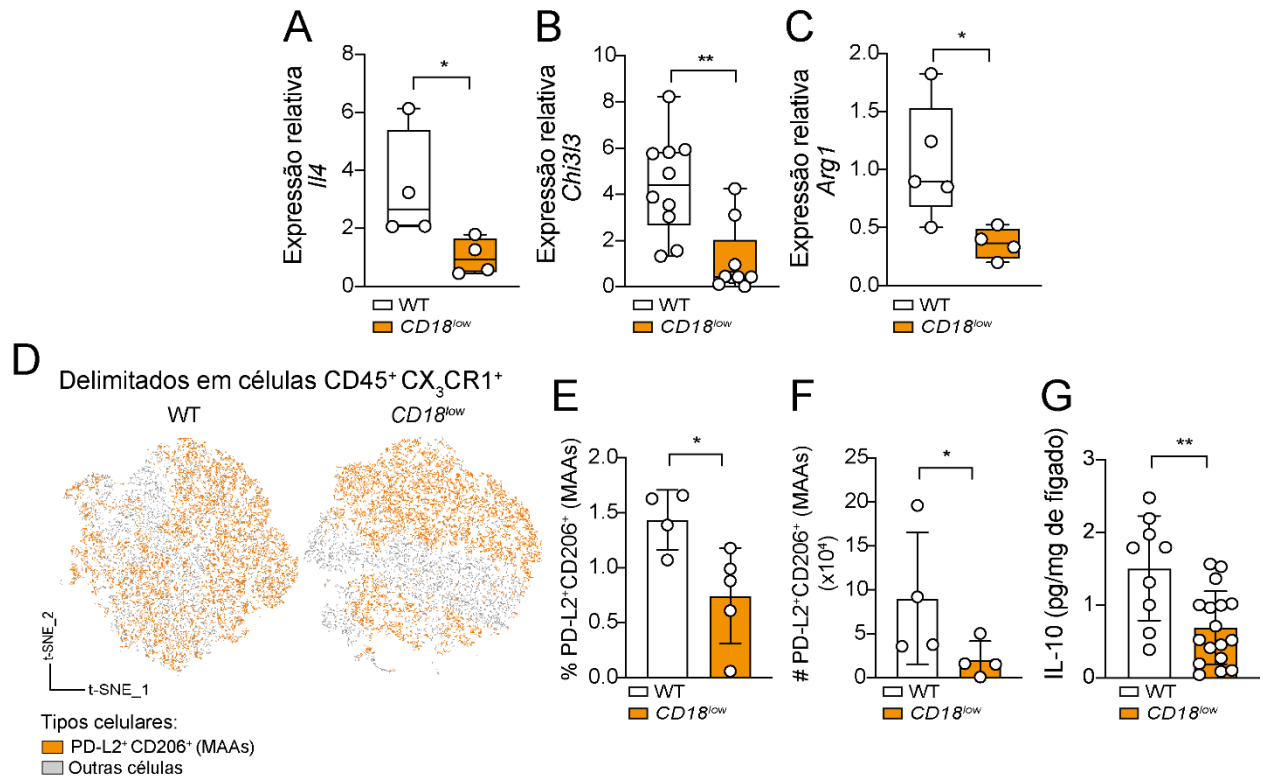 A
Expressão relativa
Il4
8
6
4
2
0
*
WT
CD18low
B
Expressão relativa
Chi3l3
10
8
6
4
2
0
**
WT
CD18low
C
Expressão relativa
Arg1
2.0
1.5
1.0
0.5
0.0
*
WT
CD18low
D
Delimitados em células CD45+ CX3CR1+
WT
CD18low
t-SNE_2
t-SNE_1
Tipos celulares:
PD-L2+ CD206+ (MAAs)
Outras células
E
% PD-L2+CD206+ (MAAs)
2.0
1.5
1.0
0.5
0.0
*
WT
CD18low
F
# PD-L2+CD206+ (MAAs)
(x10⁴)
25
20
15
10
5
0
*
WT
CD18low
G
IL-10 (pg/mg de fígado)
3
2
1
0
**
WT
CD18low